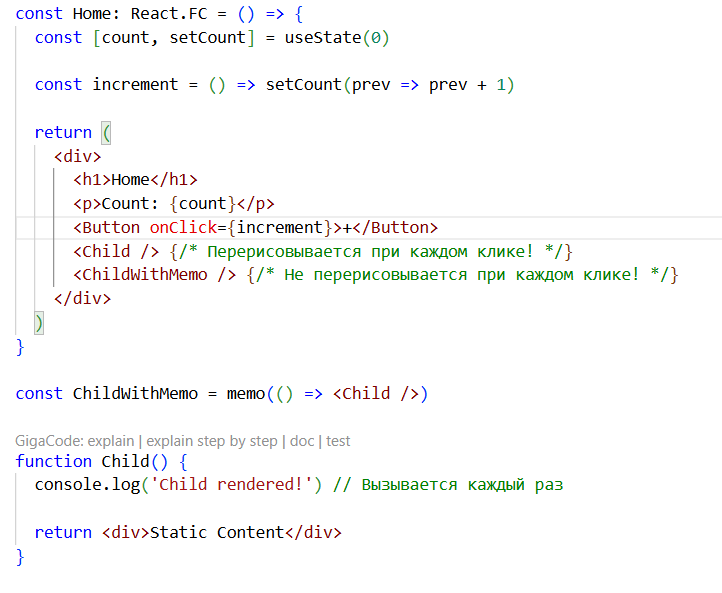 const Home: React.FC = () => {
  const [count, setCount] = useState(0)
  const increment = () => setCount(prev => prev + 1)
  return (
    <div>
      <h1>Home</h1>
      <p>Count: {count}</p>
      <Button onClick={increment}>+</Button>
      <Child /> {/* Перерисовывается при каждом клике! */}
      <ChildWithMemo /> {/* Не перерисовывается при каждом клике! */}
    </div>
  )
}
const ChildWithMemo = memo(() => <Child />)
GigaCode: explain | explain step by step | doc | test
function Child() {
  console.log('Child rendered!') // Вызывается каждый раз
  return <div>Static Content</div>
}